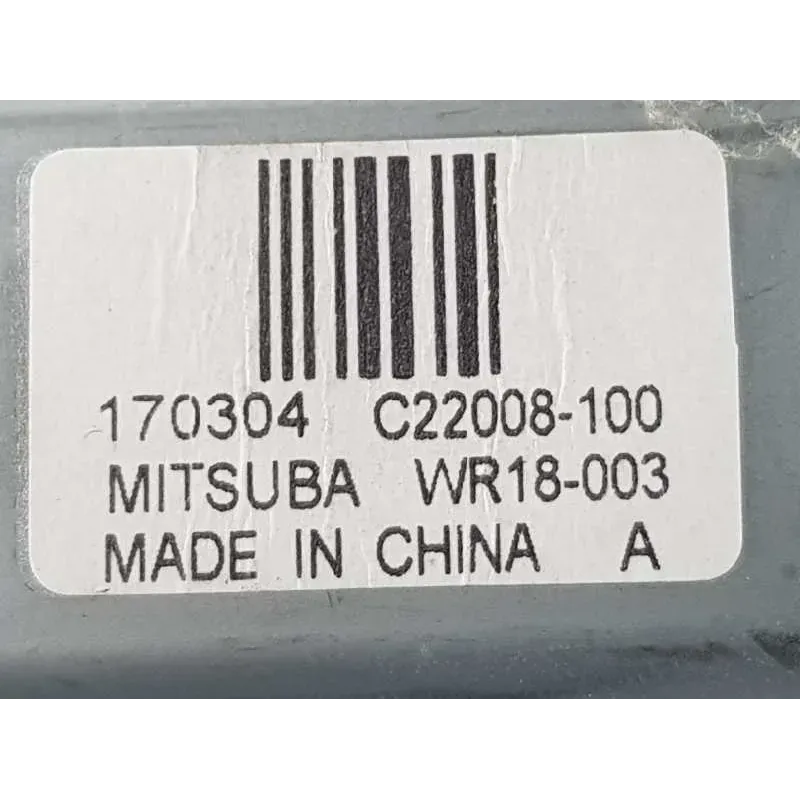 170304 C22008-100
MITSUBA WR18-003
MADE IN CHINA A